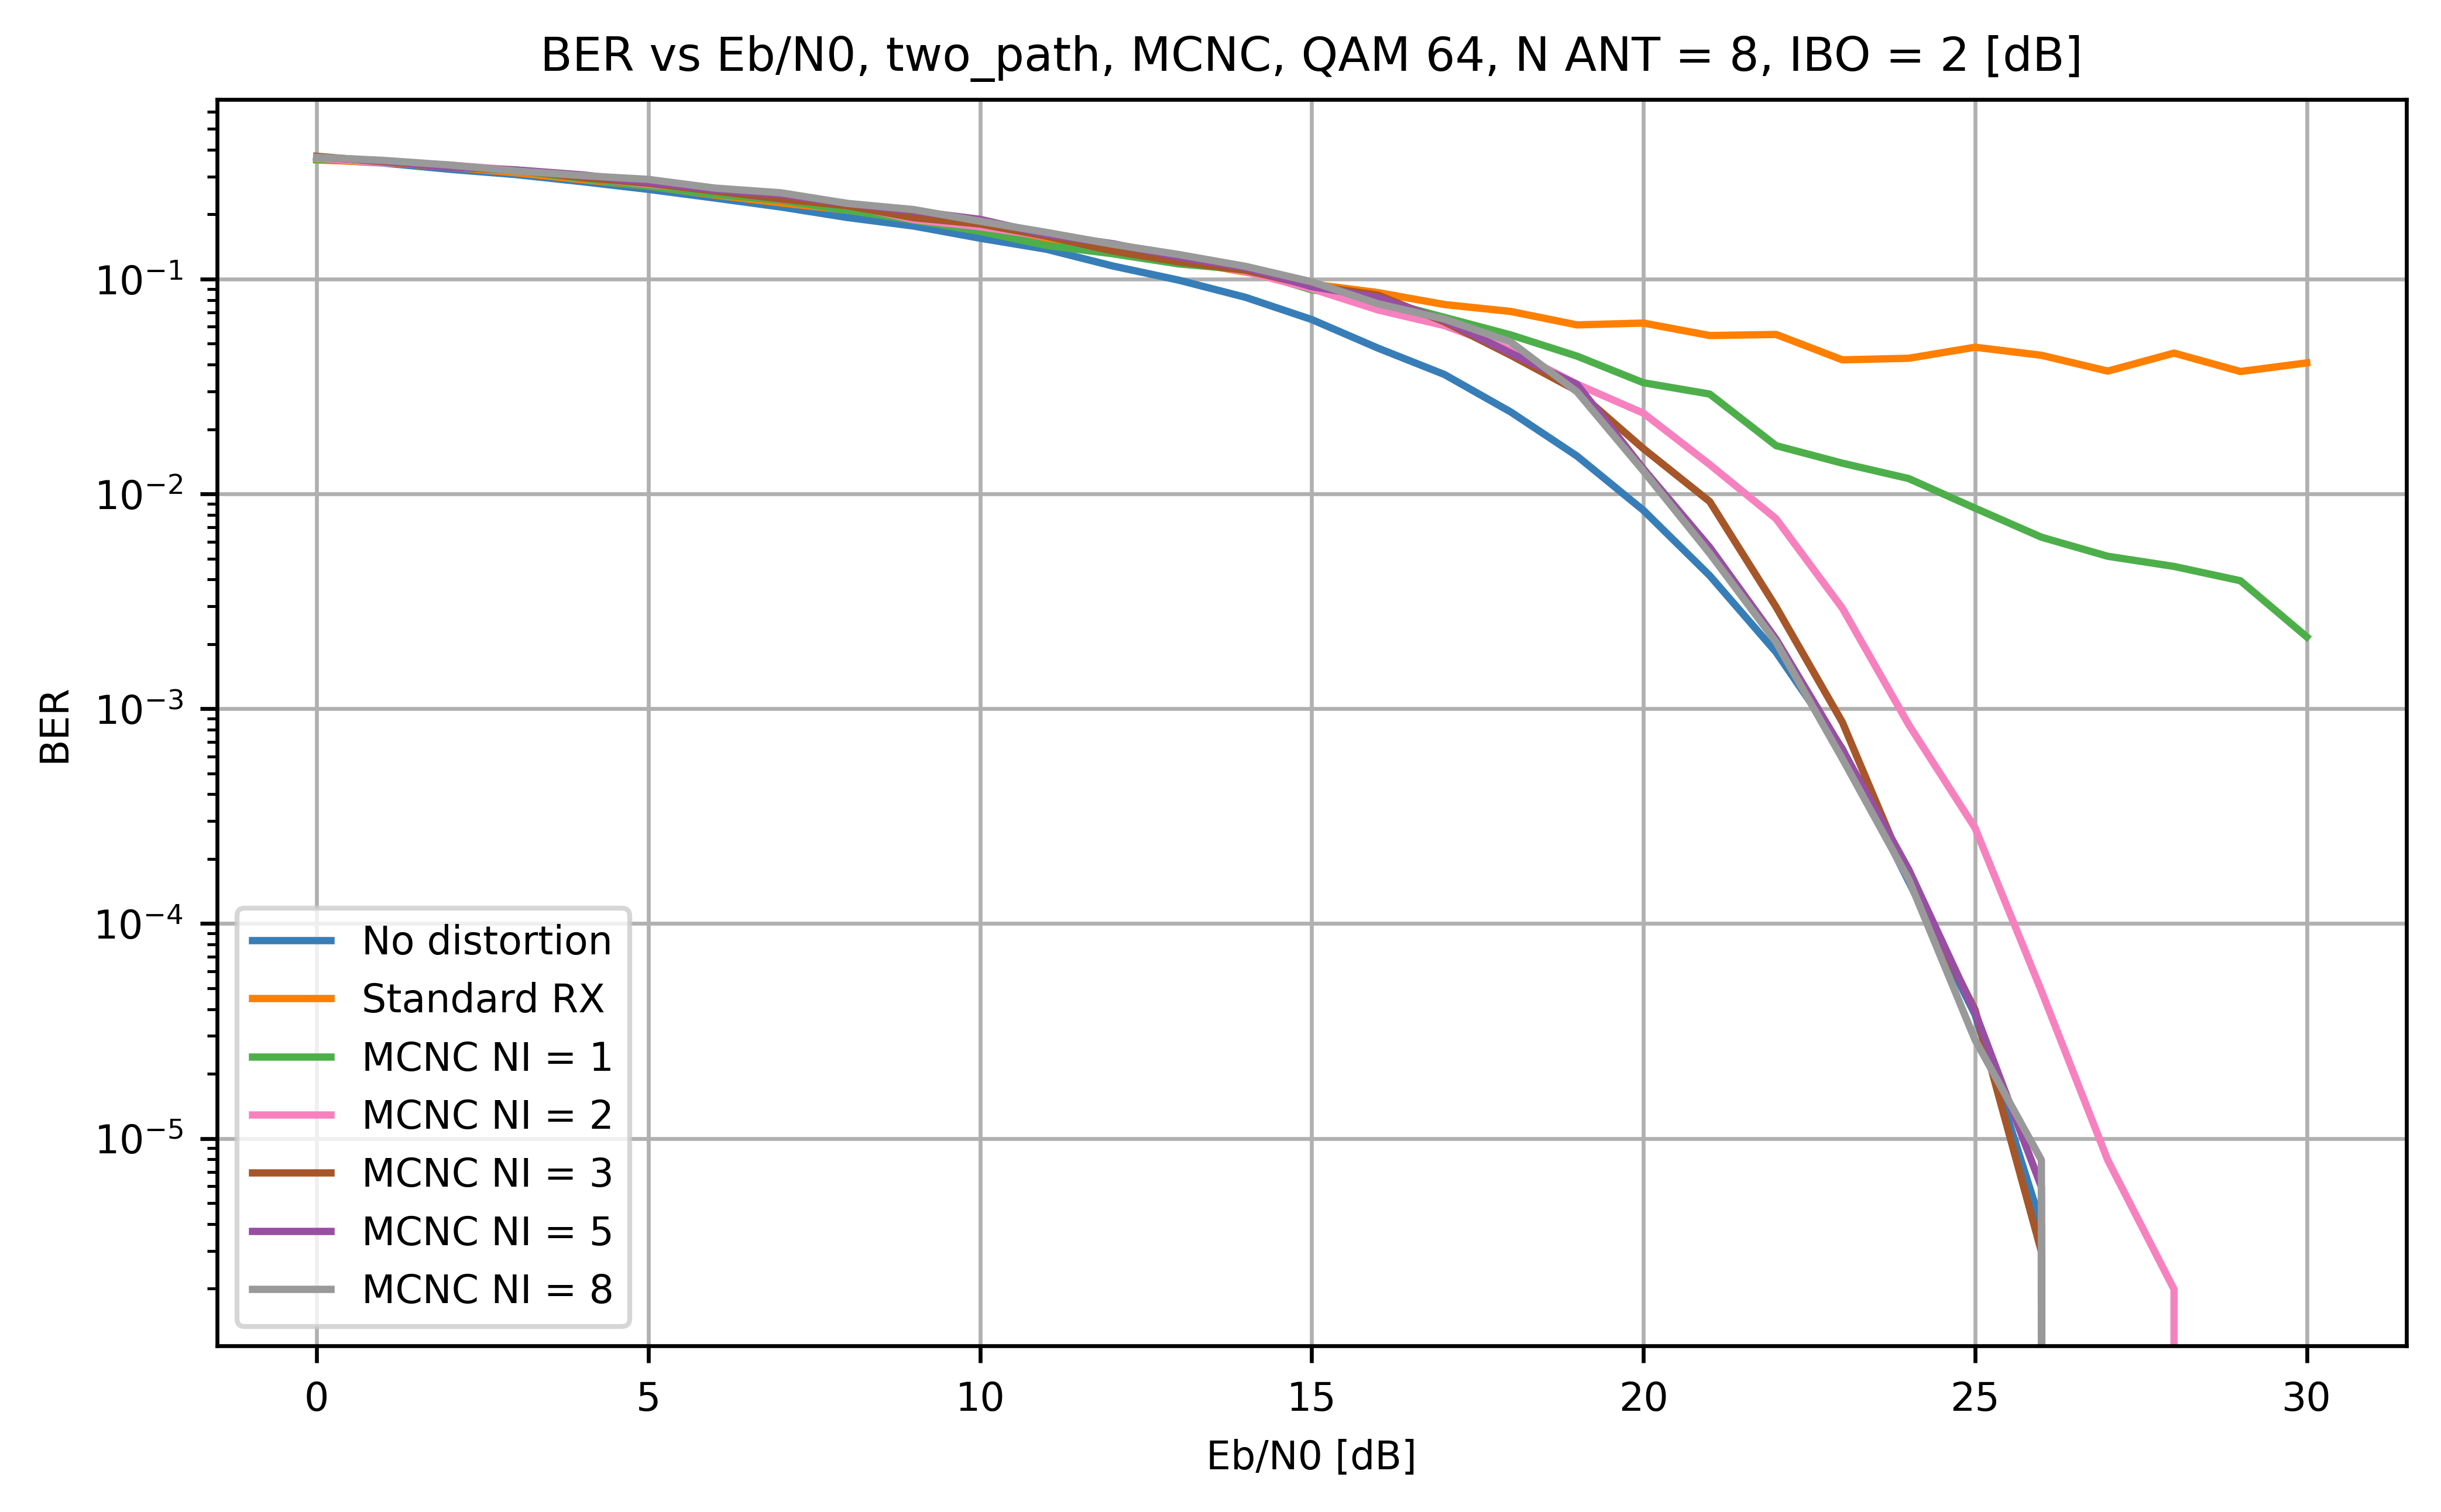 BER vs Eb/N0, two_path, MCNC, QAM 64, N ANT = 8, IBO = 2 [dB]
BER
10⁻¹
10⁻²
10⁻³
10⁻⁴
10⁻⁵
No distortion
Standard RX
MCNC NI = 1
MCNC NI = 2
MCNC NI = 3
MCNC NI = 5
MCNC NI = 8
0 5 10 15 20 25 30
Eb/N0 [dB]